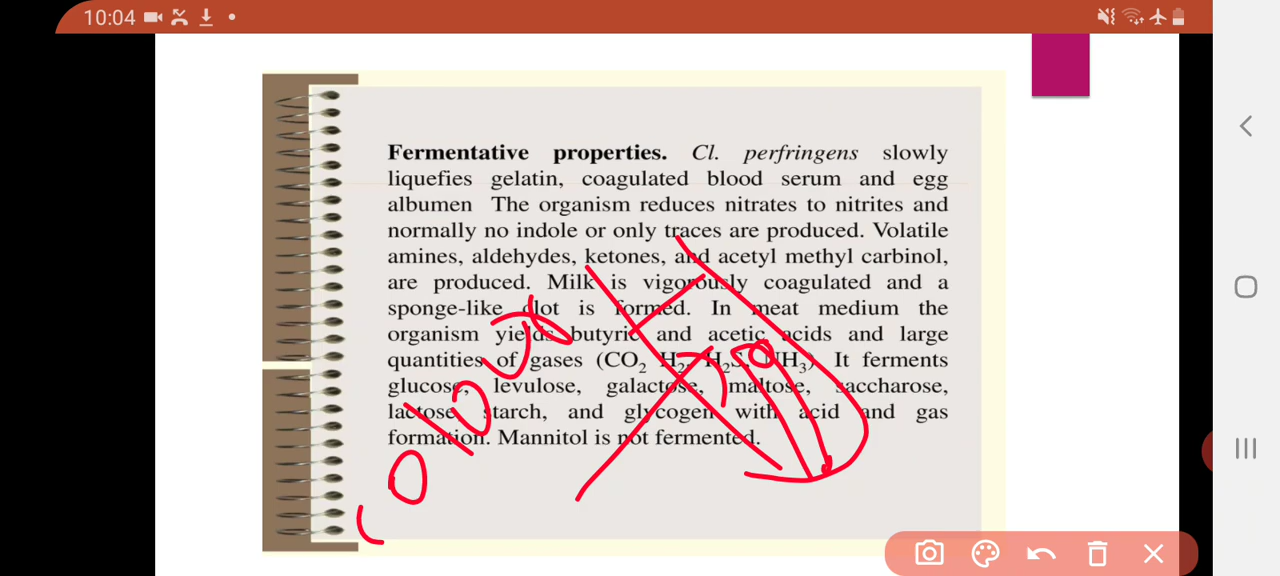 10:04
Fermentative properties. Cl. perfringens slowly
liquefies gelatin, coagulated blood serum and egg
albumen The organism reduces nitrates to nitrites and
normally no indole or only traces are produced. Volatile
amines, aldehydes, ketones, and acetyl methyl carbinol,
are produced. Milk is vigorously coagulated and a
sponge-like clot is formed. In meat medium the
organism yields butyric and acetic acids and large
quantities of gases (CO2 H2, H2S, NH3). It ferments
glucose, levulose, galactose, maltose, saccharose,
lactose, starch, and glycogen with acid and gas
formation. Mannitol is not fermented.
colour